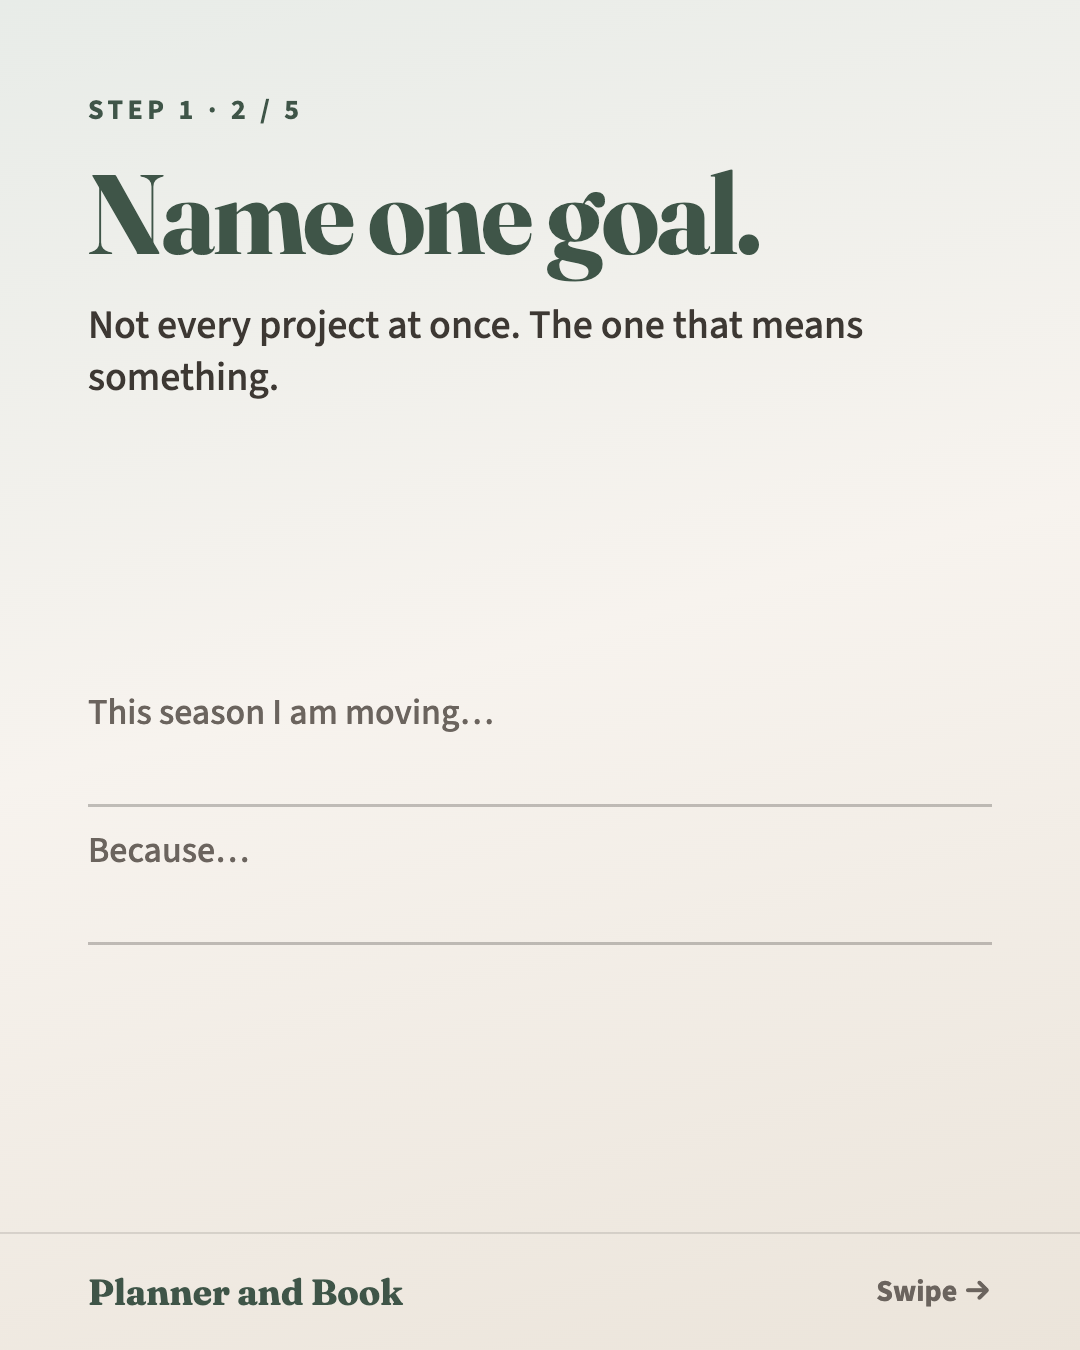 STEP 1 · 2 / 5
Name one goal.
Not every project at once. The one that means
something.
This season I am moving…
Because…
Planner and Book
Swipe →